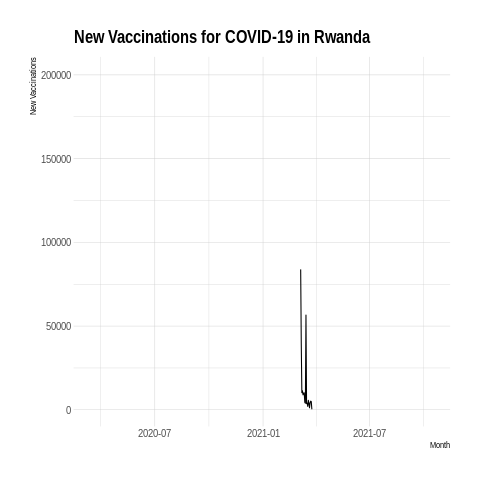 New Vaccinations for COVID-19 in Rwanda
New Vaccinations
200000
150000
100000
50000
0
2020-07
2021-01
2021-07
Month